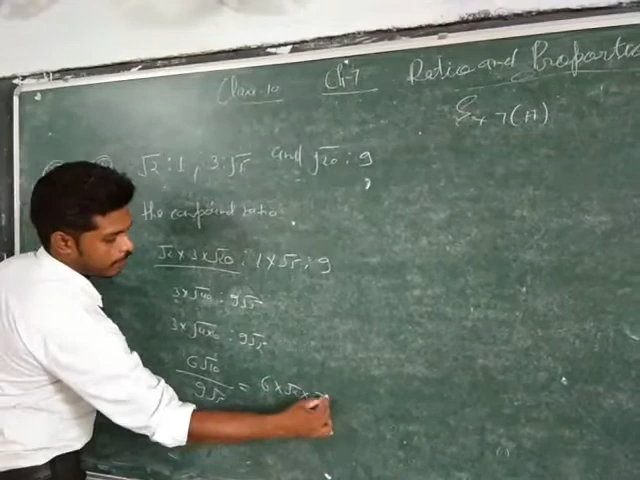 Class-10 Ch-7 Ratio and Proportion
Ex-7(A)
√2 : 1 , 3 : √5 and √20 : 9
the compound ratio
√2 × 3 × √20 : 1 × √5 : 9
3 × √40 : 9√5
3 × √4×10 : 9√5
6√10
9√5 = 6 × √2 ×